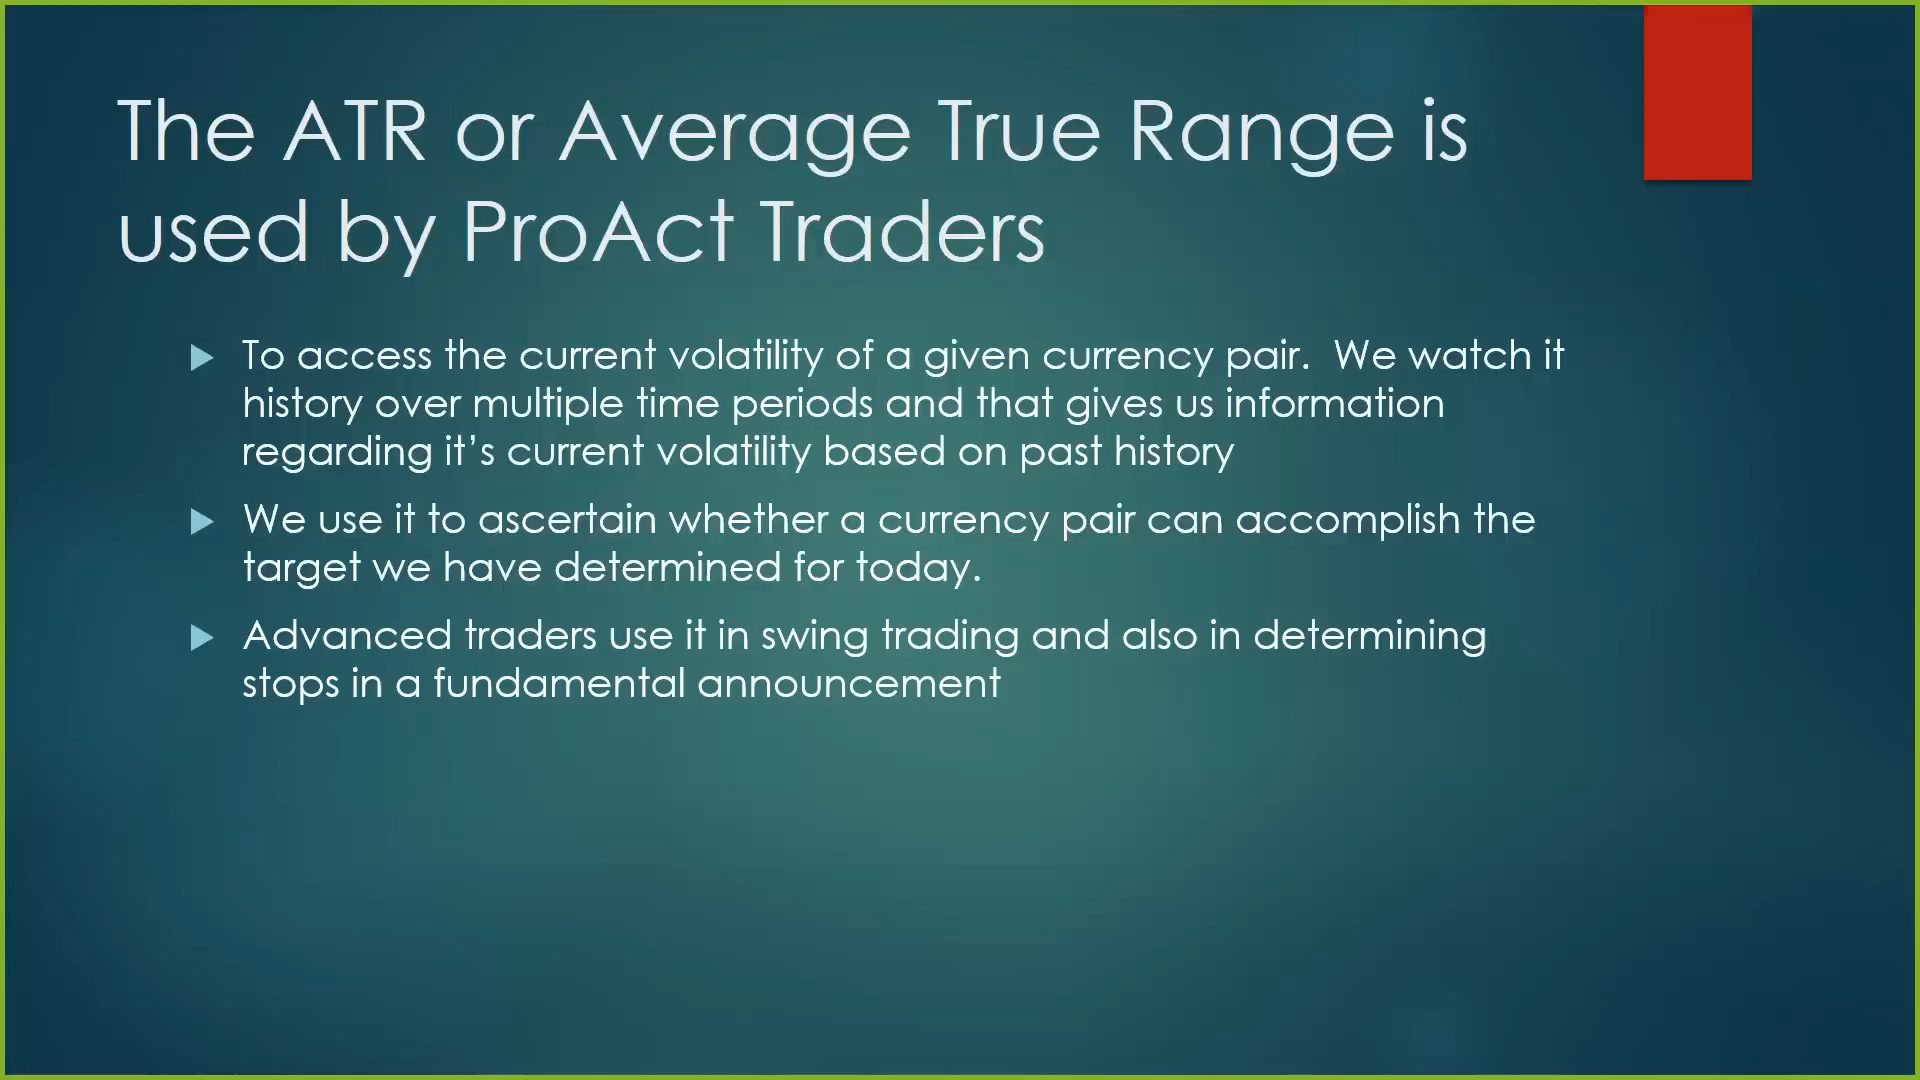 The ATR or Average True Range is
used by ProAct Traders
To access the current volatility of a given currency pair.  We watch it
history over multiple time periods and that gives us information
regarding it’s current volatility based on past history
We use it to ascertain whether a currency pair can accomplish the
target we have determined for today.
Advanced traders use it in swing trading and also in determining
stops in a fundamental announcement